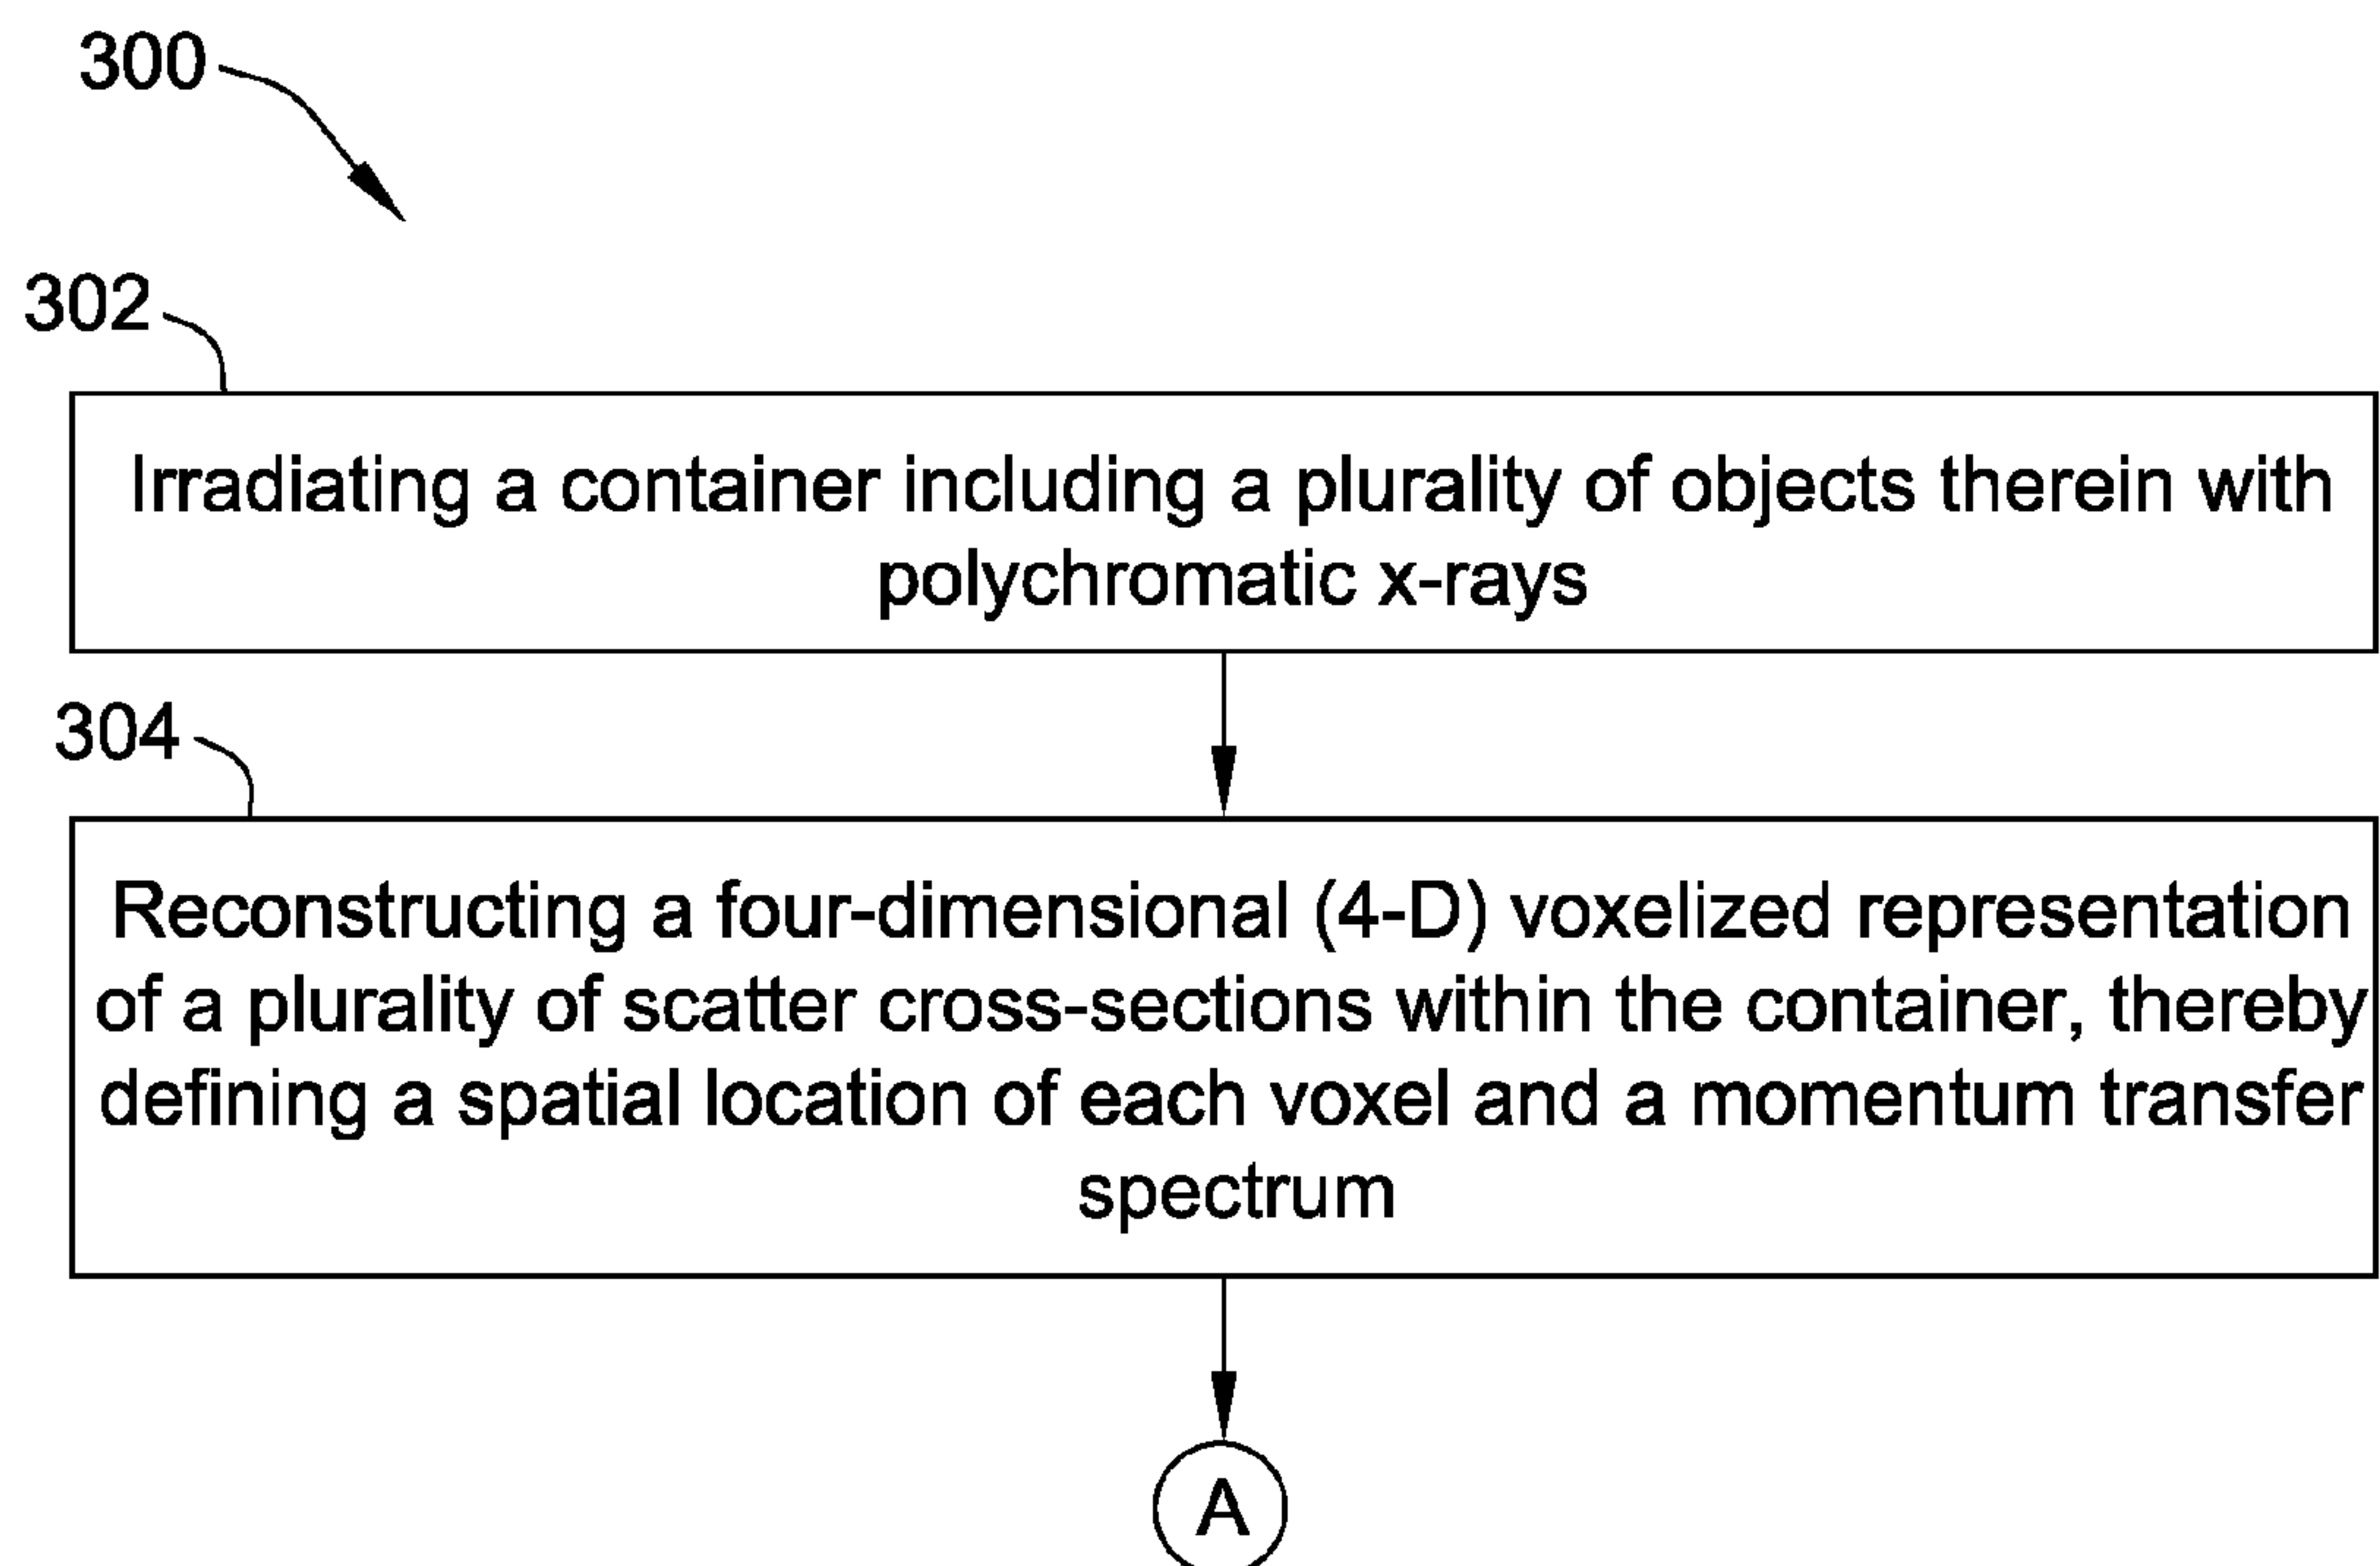 300
302
Irradiating a container including a plurality of objects therein with
polychromatic x-rays
304
Reconstructing a four-dimensional (4-D) voxelized representation
of a plurality of scatter cross-sections within the container, thereby
defining a spatial location of each voxel and a momentum transfer
spectrum
A